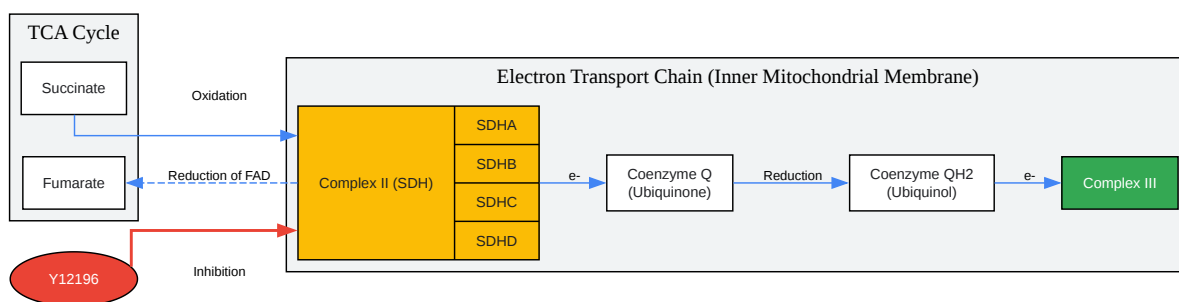 TCA Cycle
Succinate
Fumarate
Y12196
Oxidation
Reduction of FAD
Inhibition
Electron Transport Chain (Inner Mitochondrial Membrane)
Complex II (SDH)
SDHA
SDHB
SDHC
SDHD
e-
Coenzyme Q
(Ubiquinone)
Reduction
Coenzyme QH2
(Ubiquinol)
e-
Complex III